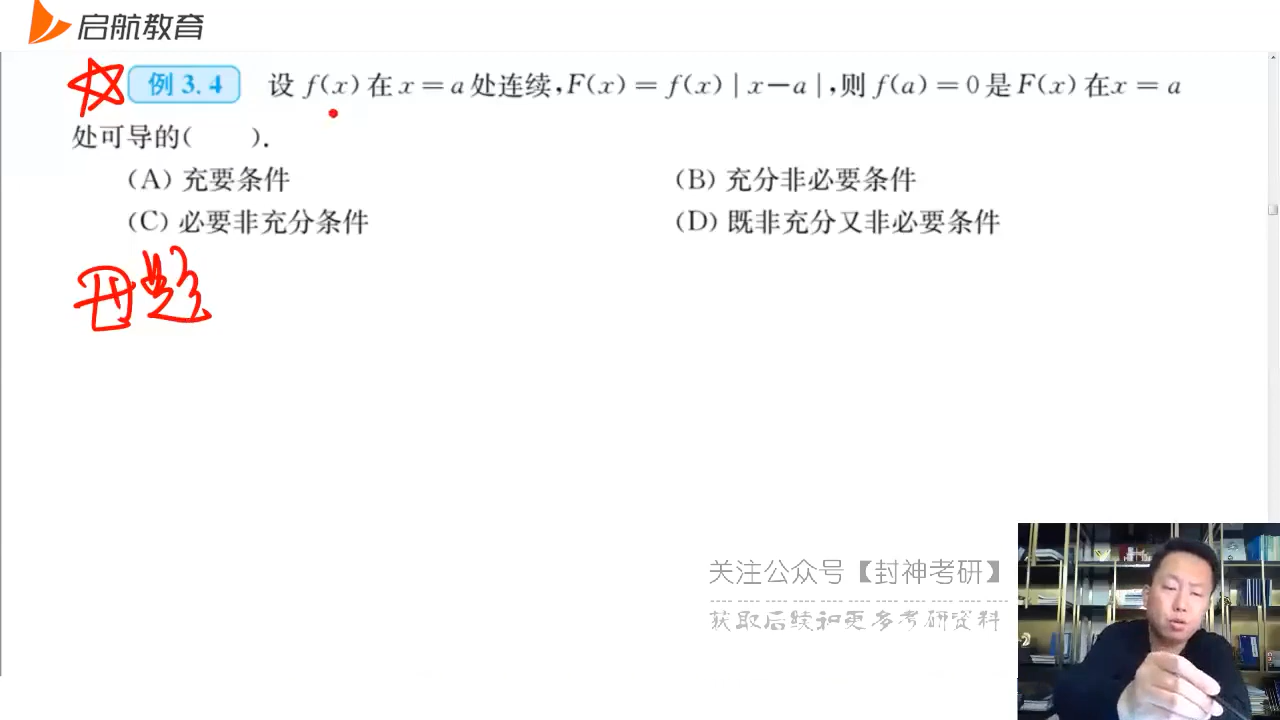 启航教育
例 3.4 设 f(x) 在 x = a 处连续,F(x) = f(x) | x-a |,则 f(a) = 0 是 F(x) 在x = a
处可导的( ).
(A) 充要条件
(B) 充分非必要条件
(C) 必要非充分条件
(D) 既非充分又非必要条件
母题
关注公众号【封神考研】
获取后续和更多考研资料